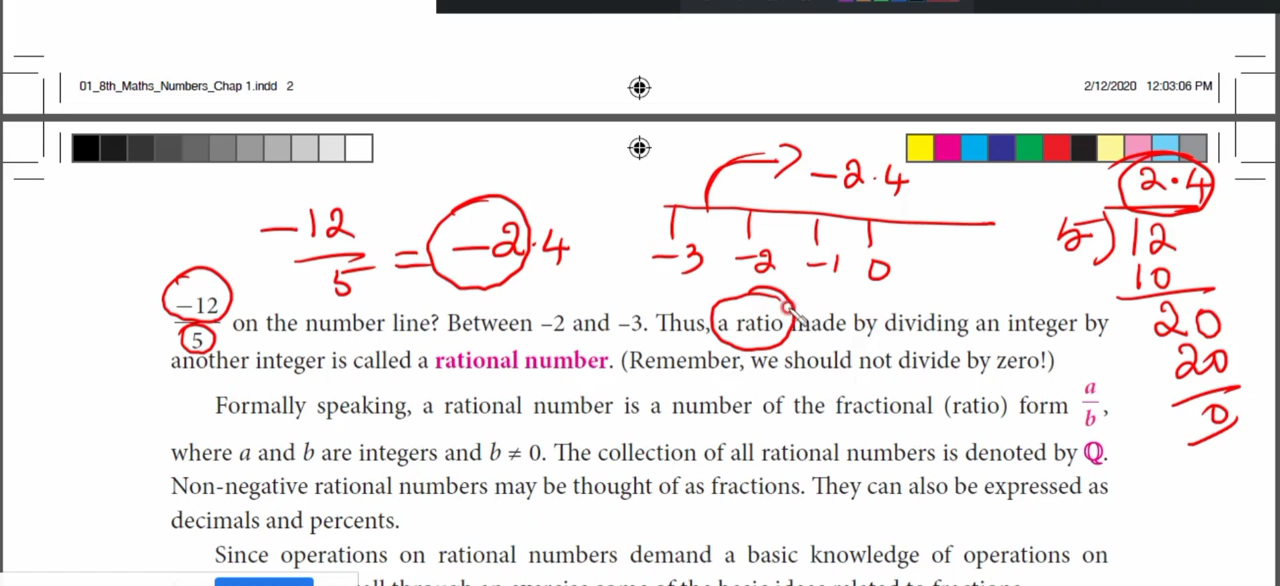 01_8th_Maths_Numbers_Chap 1.indd 2
2/12/2020 12:03:06 PM
-2.4
-12/5 = -2.4
-3 -2 -1 0
2.4
5)12
10
20
20
0
-12/5 on the number line? Between –2 and –3. Thus, a ratio made by dividing an integer by
another integer is called a rational number. (Remember, we should not divide by zero!)
Formally speaking, a rational number is a number of the fractional (ratio) form a/b,
where a and b are integers and b ≠ 0. The collection of all rational numbers is denoted by Q.
Non-negative rational numbers may be thought of as fractions. They can also be expressed as
decimals and percents.
Since operations on rational numbers demand a basic knowledge of operations on